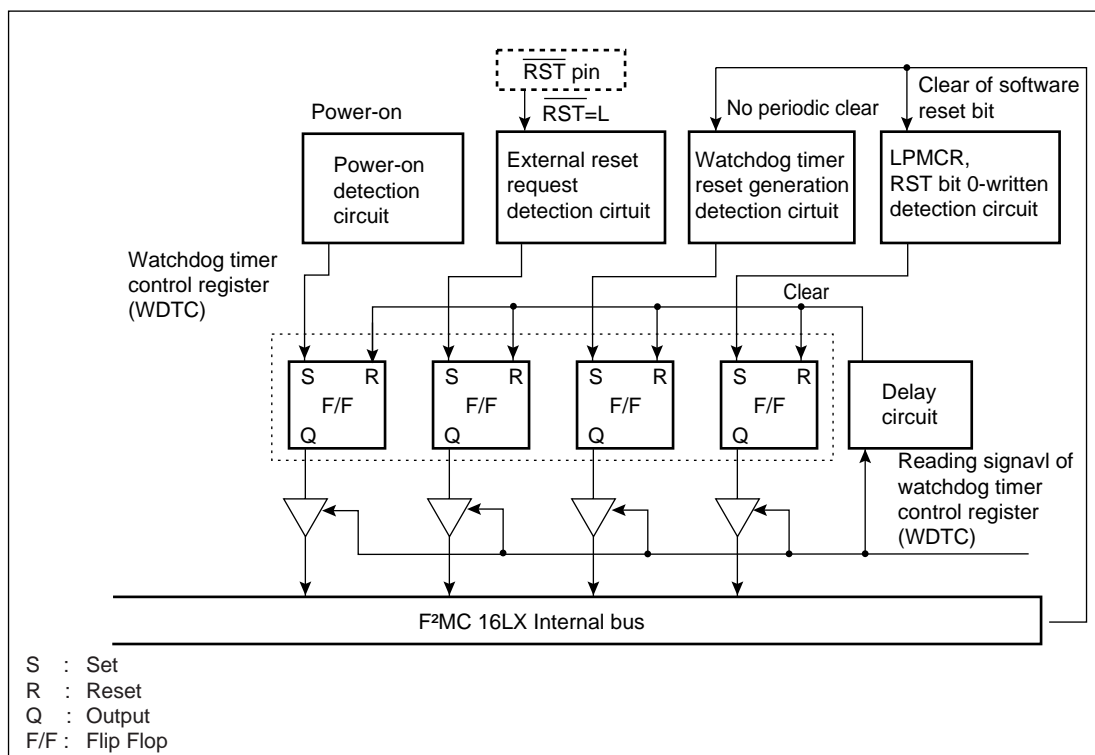 RST pin
Power-on
RST=L
No periodic clear
Clear of software
reset bit
Power-on
detection
circuit
External reset
request
detection cirtuit
Watchdog timer
reset generation
detection cirtuit
LPMCR,
RST bit 0-written
detection circuit
Watchdog timer
control register
(WDTC)
Clear
S R
F/F
Q
S R
F/F
Q
S R
F/F
Q
S R
F/F
Q
Delay
circuit
Reading signavl of
watchdog timer
control register
(WDTC)
F²MC 16LX Internal bus
S : Set
R : Reset
Q : Output
F/F : Flip Flop